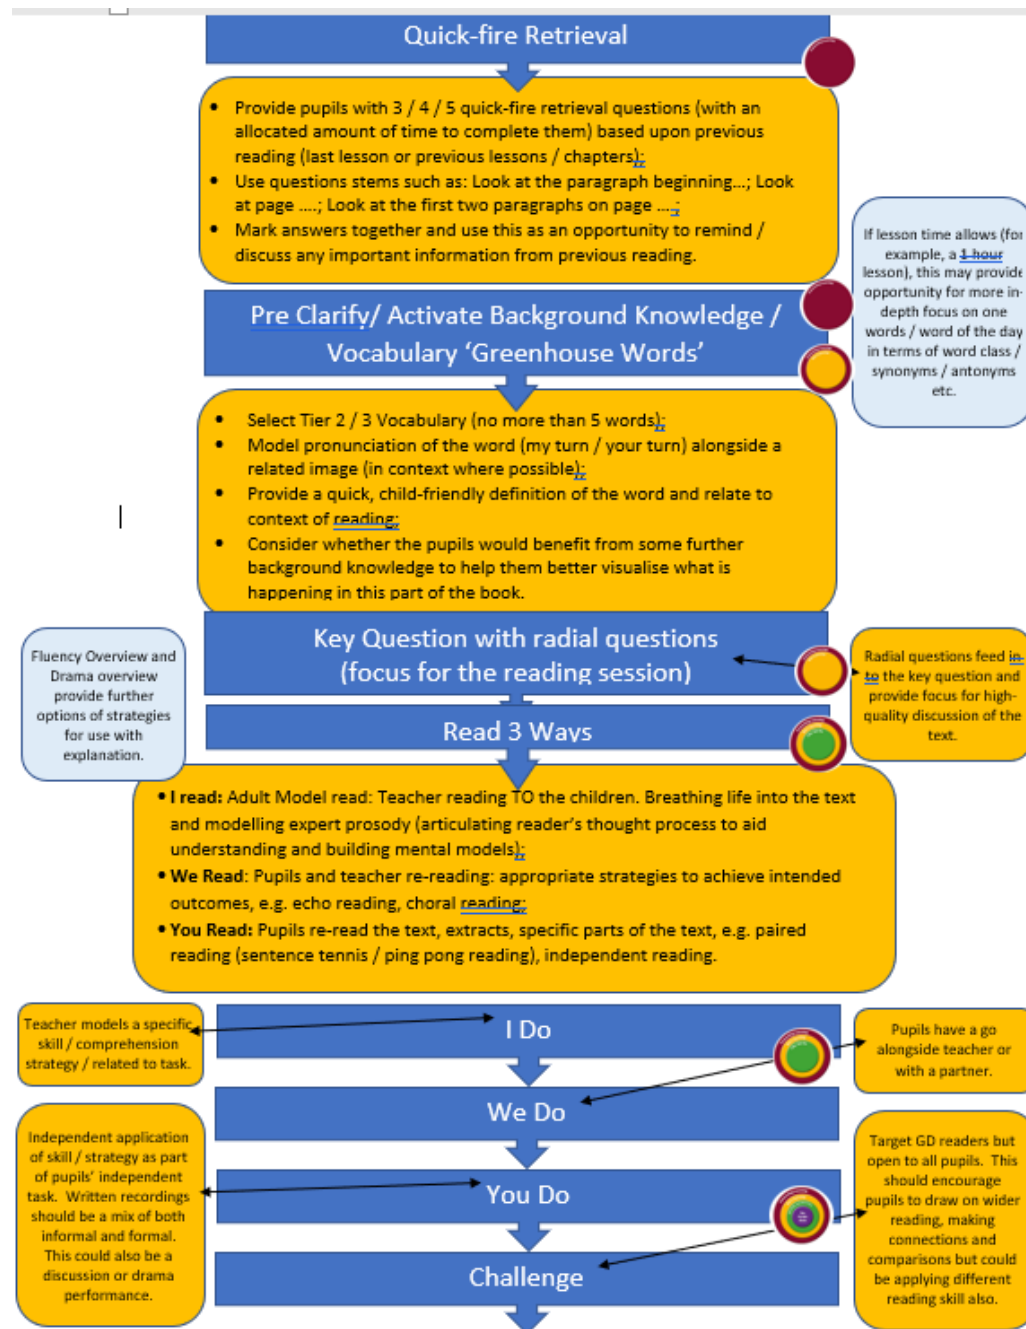 Quick-fire Retrieval
• Provide pupils with 3 / 4 / 5 quick-fire retrieval questions (with an
allocated amount of time to complete them) based upon previous
reading (last lesson or previous lessons / chapters);
• Use questions stems such as: Look at the paragraph beginning…; Look
at page ….; Look at the first two paragraphs on page ….;
• Mark answers together and use this as an opportunity to remind /
discuss any important information from previous reading.
If lesson time allows (for
example, a 1 hour
lesson), this may provide
opportunity for more in-
depth focus on one
words / word of the day
in terms of word class /
synonyms / antonyms
etc.
Pre Clarify/ Activate Background Knowledge /
Vocabulary ‘Greenhouse Words’
• Select Tier 2 / 3 Vocabulary (no more than 5 words);
• Model pronunciation of the word (my turn / your turn) alongside a
related image (in context where possible);
• Provide a quick, child-friendly definition of the word and relate to
context of reading;
• Consider whether the pupils would benefit from some further
background knowledge to help them better visualise what is
happening in this part of the book.
Key Question with radial questions
(focus for the reading session)
Radial questions feed in
to the key question and
provide focus for high-
quality discussion of the
text.
Fluency Overview and
Drama overview
provide further
options of strategies
for use with
explanation.
Read 3 Ways
• I read: Adult Model read: Teacher reading TO the children. Breathing life into the text
and modelling expert prosody (articulating reader’s thought process to aid
understanding and building mental models);
• We Read: Pupils and teacher re-reading: appropriate strategies to achieve intended
outcomes, e.g. echo reading, choral reading;
• You Read: Pupils re-read the text, extracts, specific parts of the text, e.g. paired
reading (sentence tennis / ping pong reading), independent reading.
I Do
Teacher models a specific
skill / comprehension
strategy / related to task.
Pupils have a go
alongside teacher or
with a partner.
We Do
Independent application
of skill / strategy as part
of pupils’ independent
task. Written recordings
should be a mix of both
informal and formal.
This could also be a
discussion or drama
performance.
You Do
Target GD readers but
open to all pupils. This
should encourage
pupils to draw on wider
reading, making
connections and
comparisons but could
be applying different
reading skill also.
Challenge